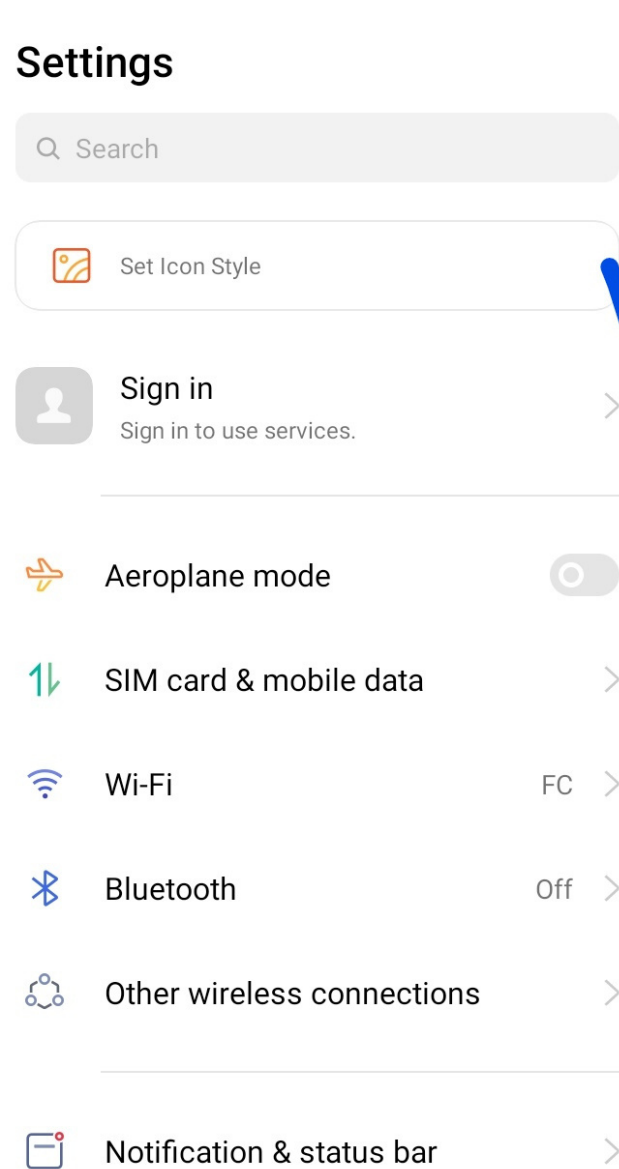 Settings
Search
Set Icon Style
Sign in
Sign in to use services.
Aeroplane mode
SIM card & mobile data
Wi-Fi FC
Bluetooth Off
Other wireless connections
Notification & status bar